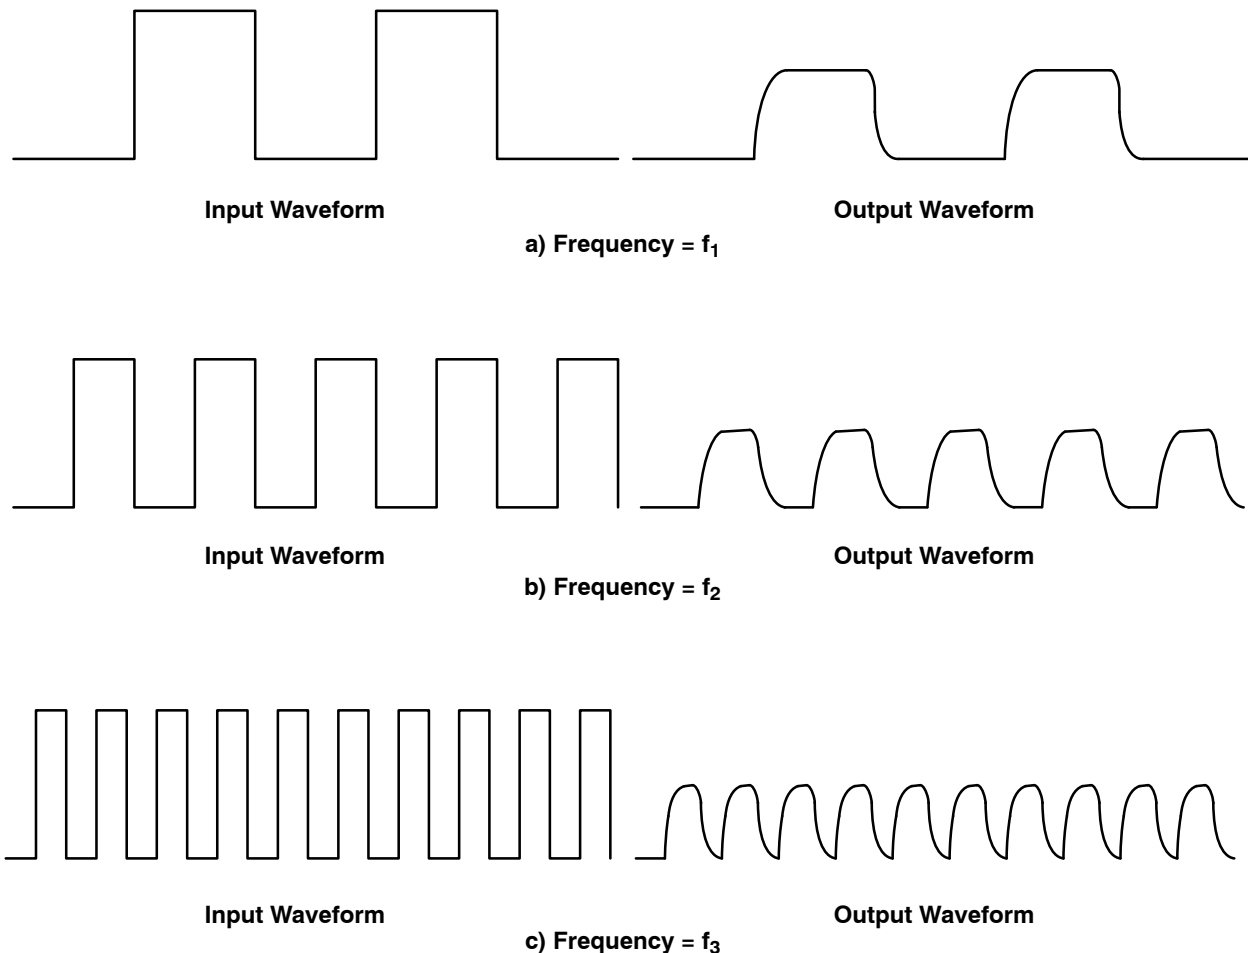 Input Waveform
Output Waveform
a) Frequency = f₁
Input Waveform
Output Waveform
b) Frequency = f₂
Input Waveform
Output Waveform
c) Frequency = f₃